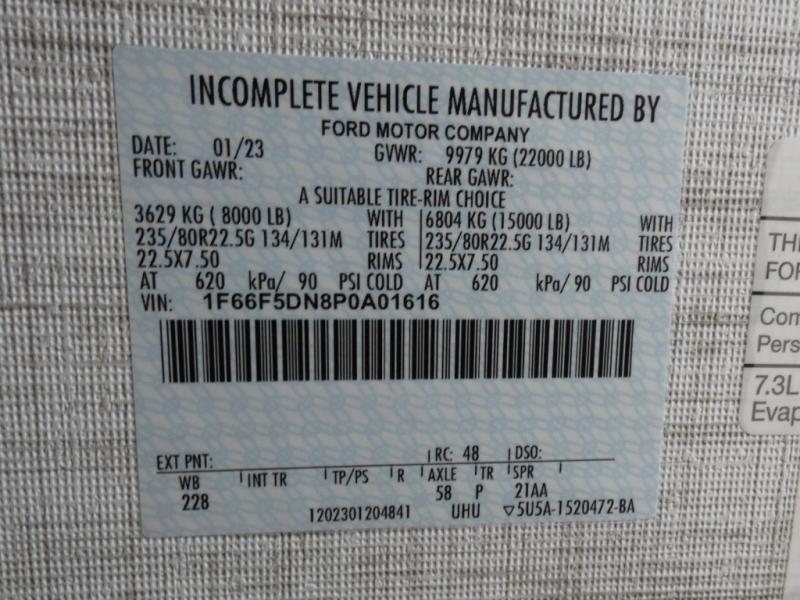 INCOMPLETE VEHICLE MANUFACTURED BY
FORD MOTOR COMPANY
DATE: 01/23 GVWR: 9979 KG (22000 LB)
FRONT GAWR: REAR GAWR:
A SUITABLE TIRE-RIM CHOICE
3629 KG ( 8000 LB) WITH 6804 KG (15000 LB) WITH
235/80R22.5G 134/131M TIRES 235/80R22.5G 134/131M TIRES
22.5X7.50 RIMS 22.5X7.50 RIMS
AT 620 kPa/ 90 PSI COLD AT 620 kPa/ 90 PSI COLD
VIN: 1F66F5DN8P0A01616
EXT PNT: RC: 48 DSO:
WB INT TR TP/PS R AXLE TR SPR
228 58 P 21AA
1202301204841 UHU ▽5U5A-1520472-BA
THI
FOR
Com
Pers
7.3L
Evap